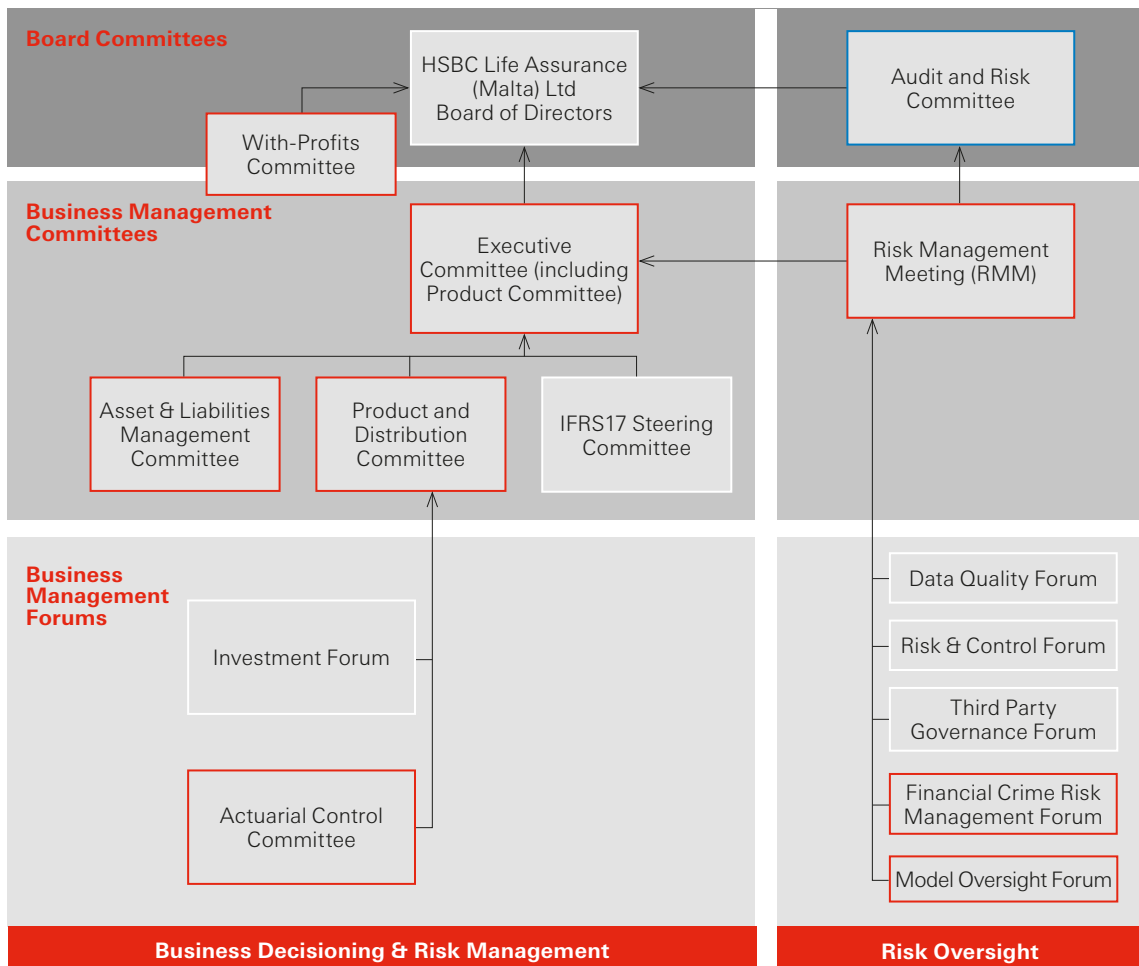 Board Committees
HSBC Life Assurance
(Malta) Ltd
Board of Directors
Audit and Risk
Committee
With-Profits
Committee
Business Management
Committees
Executive
Committee (including
Product Committee)
Risk Management
Meeting (RMM)
Asset & Liabilities
Management
Committee
Product and
Distribution
Committee
IFRS17 Steering
Committee
Business
Management
Forums
Investment Forum
Actuarial Control
Committee
Data Quality Forum
Risk & Control Forum
Third Party
Governance Forum
Financial Crime Risk
Management Forum
Model Oversight Forum
Business Decisioning & Risk Management
Risk Oversight